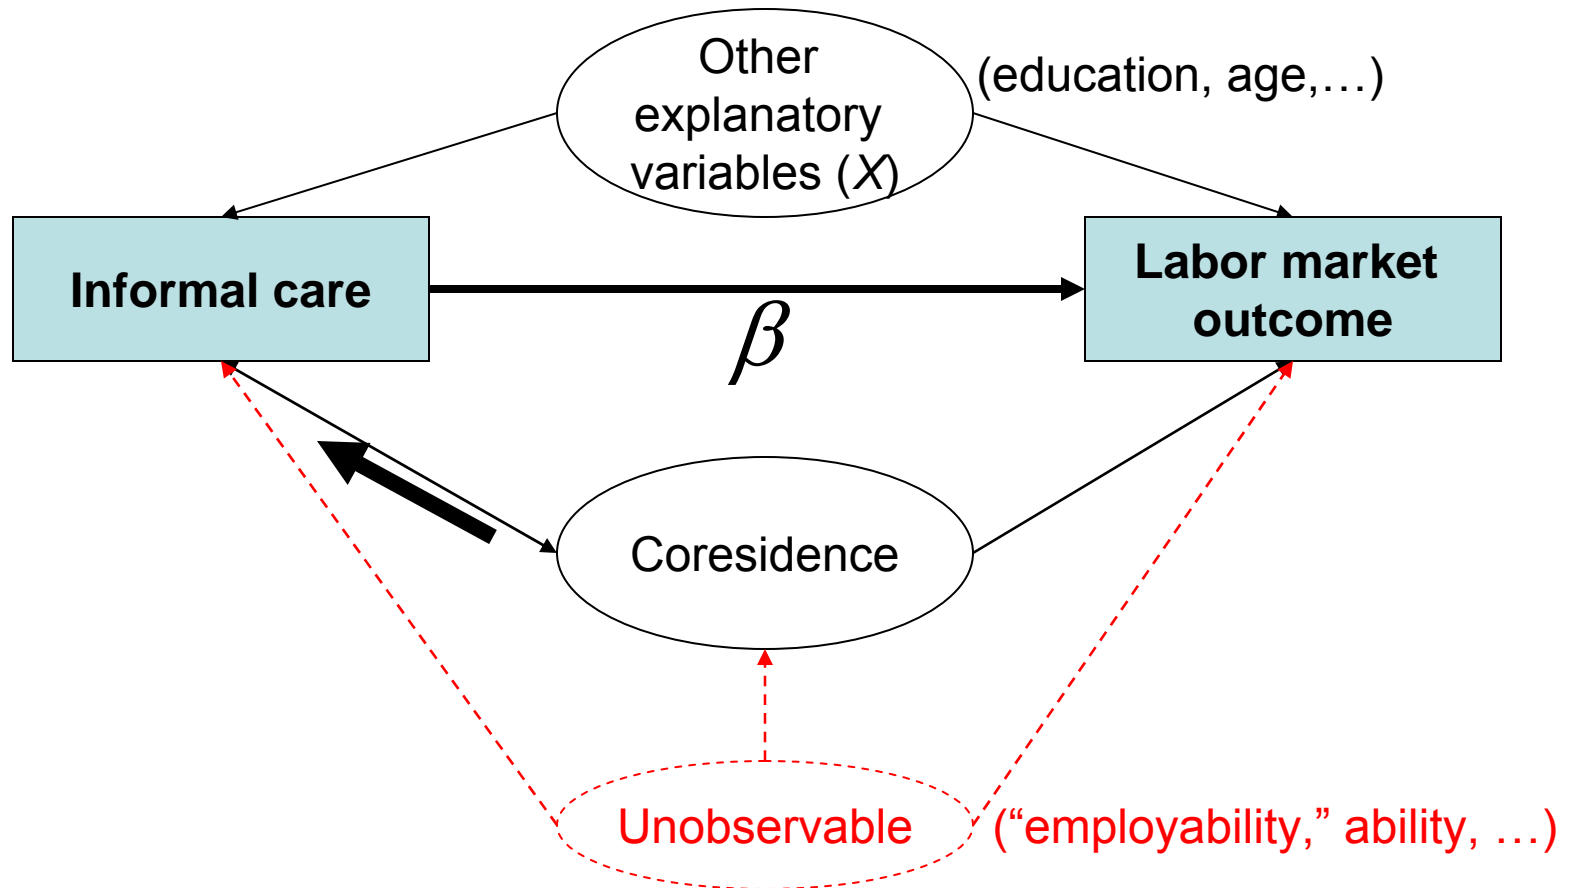 Other
explanatory
variables (X)
(education, age,…)
Informal care
Labor market
outcome
β
Coresidence
Unobservable
(“employability,” ability, …)